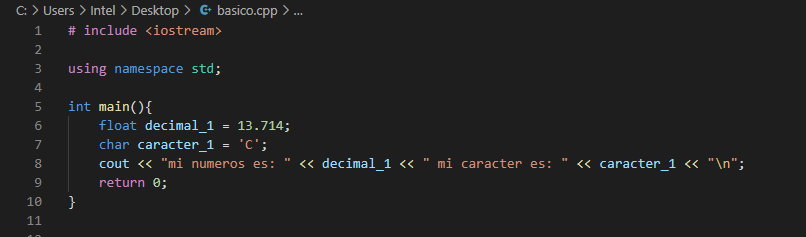 C: > Users > Intel > Desktop > basico.cpp > ...
1 # include <iostream>
2
3 using namespace std;
4
5 int main(){
6     float decimal_1 = 13.714;
7     char caracter_1 = 'C';
8     cout << "mi numeros es: " << decimal_1 << " mi caracter es: " << caracter_1 << "\n";
9     return 0;
10 }
11